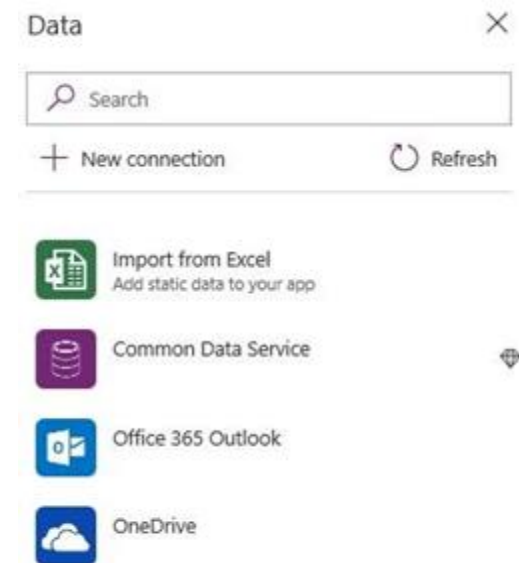 Data
Search
New connection
Refresh
Import from Excel
Add static data to your app
Common Data Service
Office 365 Outlook
OneDrive